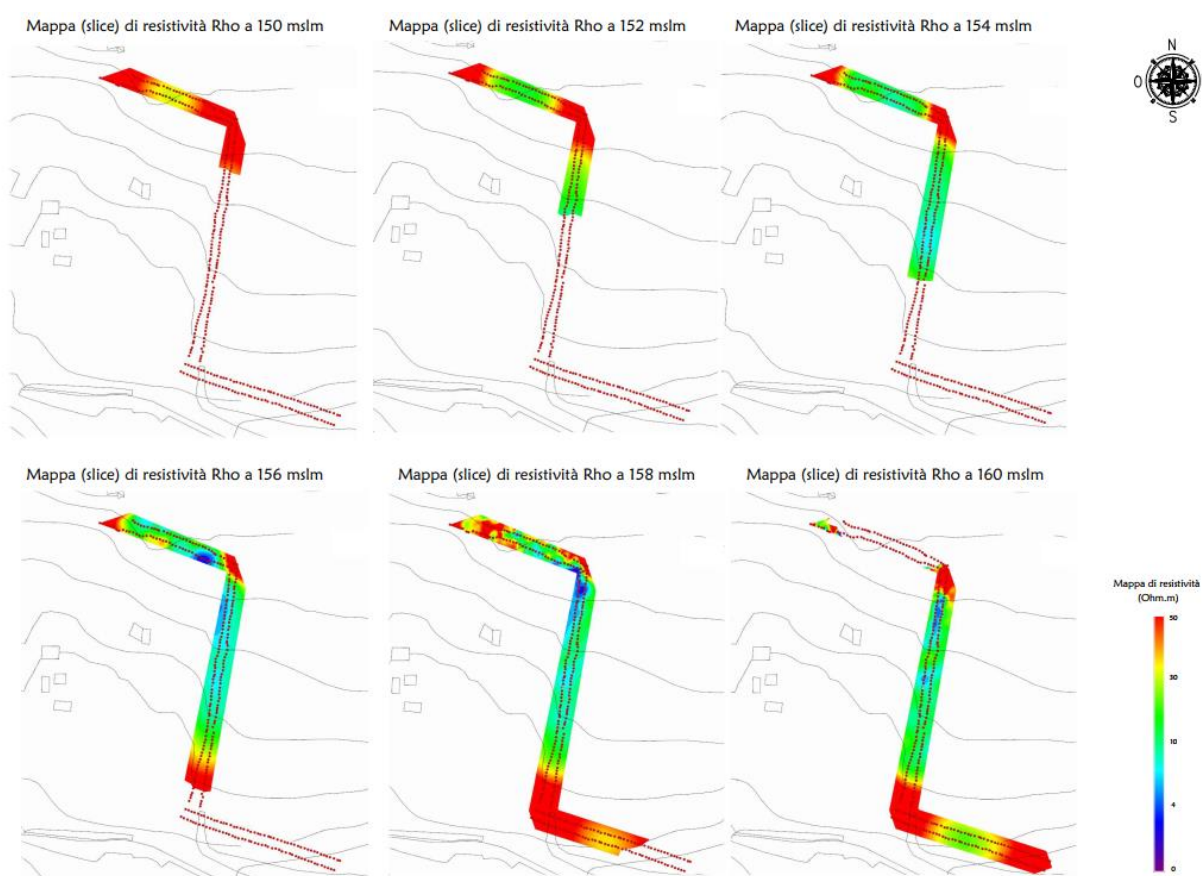 Mappa (slice) di resistività Rho a 150 mslm
Mappa (slice) di resistività Rho a 152 mslm
Mappa (slice) di resistività Rho a 154 mslm
N
O
S
Mappa (slice) di resistività Rho a 156 mslm
Mappa (slice) di resistività Rho a 158 mslm
Mappa (slice) di resistività Rho a 160 mslm
Mappa di resistività
(Ohm.m)
50
30
10
4
0